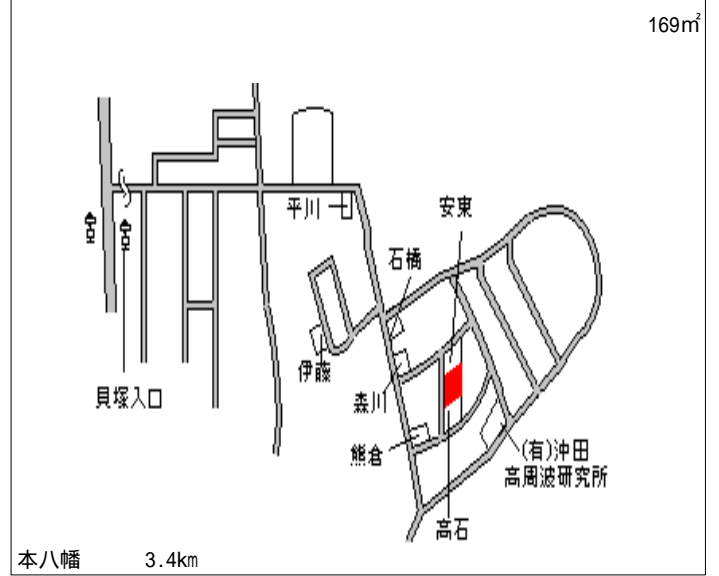 169㎡
平川
安東
石橋
伊藤
貝塚入口
森川
熊倉
(有)沖田
高周波研究所
高石
本八幡 3.4km